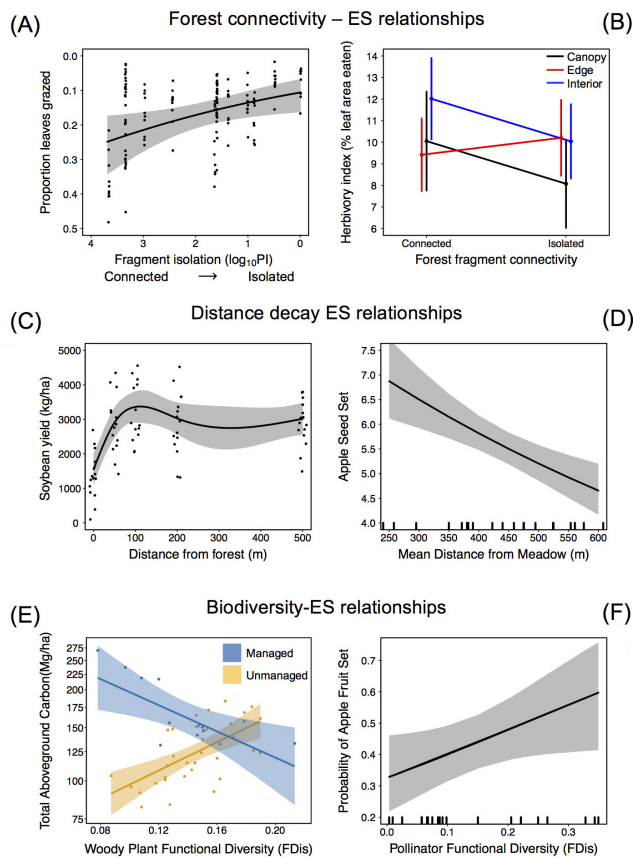 Forest connectivity – ES relationships
(A)
(B)
0.0
0.1
0.2
0.3
0.4
0.5
Proportion leaves grazed
4
3
2
1
0
Fragment isolation (log10PI)
Connected → Isolated
14
13
12
11
10
9
8
7
6
Herbivory index (% leaf area eaten)
Canopy
Edge
Interior
Connected
Isolated
Forest fragment connectivity
Distance decay ES relationships
(C)
(D)
5000
4000
3000
2000
1000
0
Soybean yield (kg/ha)
0
100
200
300
400
500
Distance from forest (m)
7.5
7.0
6.5
6.0
5.5
5.0
4.5
4.0
Apple Seed Set
250
300
350
400
450
500
550
600
Mean Distance from Meadow (m)
Biodiversity-ES relationships
(E)
(F)
275
250
225
200
175
150
125
100
75
Total Aboveground Carbon(Mg/ha)
Managed
Unmanaged
0.08
0.12
0.16
0.20
Woody Plant Functional Diversity (FDis)
0.7
0.6
0.5
0.4
0.3
0.2
Probability of Apple Fruit Set
0.0
0.1
0.2
0.3
Pollinator Functional Diversity (FDis)